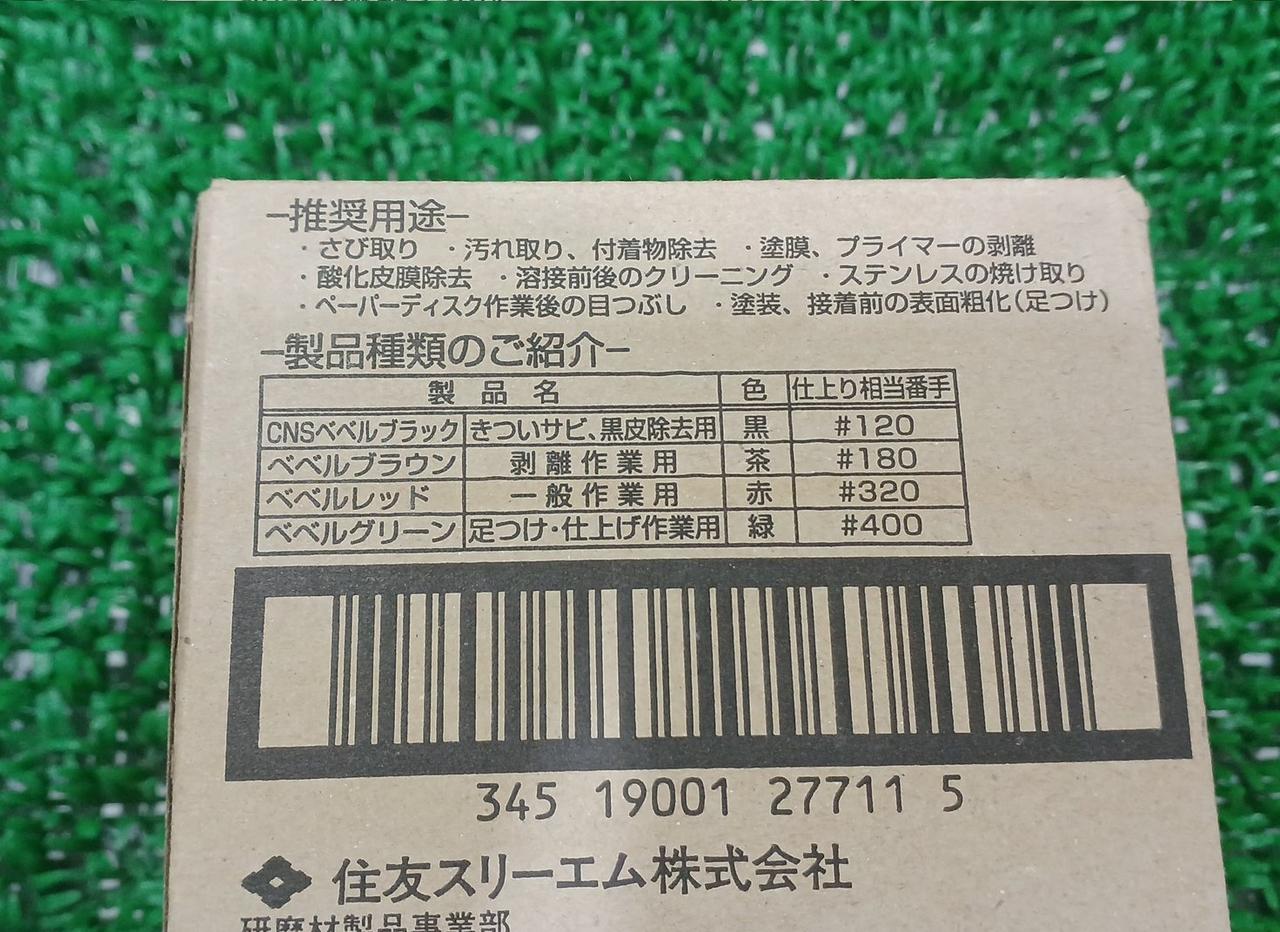 −推奨用途−
・さび取り ・汚れ取り、付着物除去 ・塗膜、プライマーの剥離
・酸化皮膜除去 ・溶接前後のクリーニング ・ステンレスの焼け取り
・ペーパーディスク作業後の目つぶし ・塗装、接着前の表面粗化(足つけ)
−製品種類のご紹介−
製品名 色 仕上り相当番手
CNSベベルブラック きついサビ、黒皮除去用 黒 #120
ベベルブラウン 剥離作業用 茶 #180
ベベルレッド 一般作業用 赤 #320
ベベルグリーン 足つけ・仕上げ作業用 緑 #400
345 19001 27711 5
住友スリーエム株式会社
研磨材製品事業部